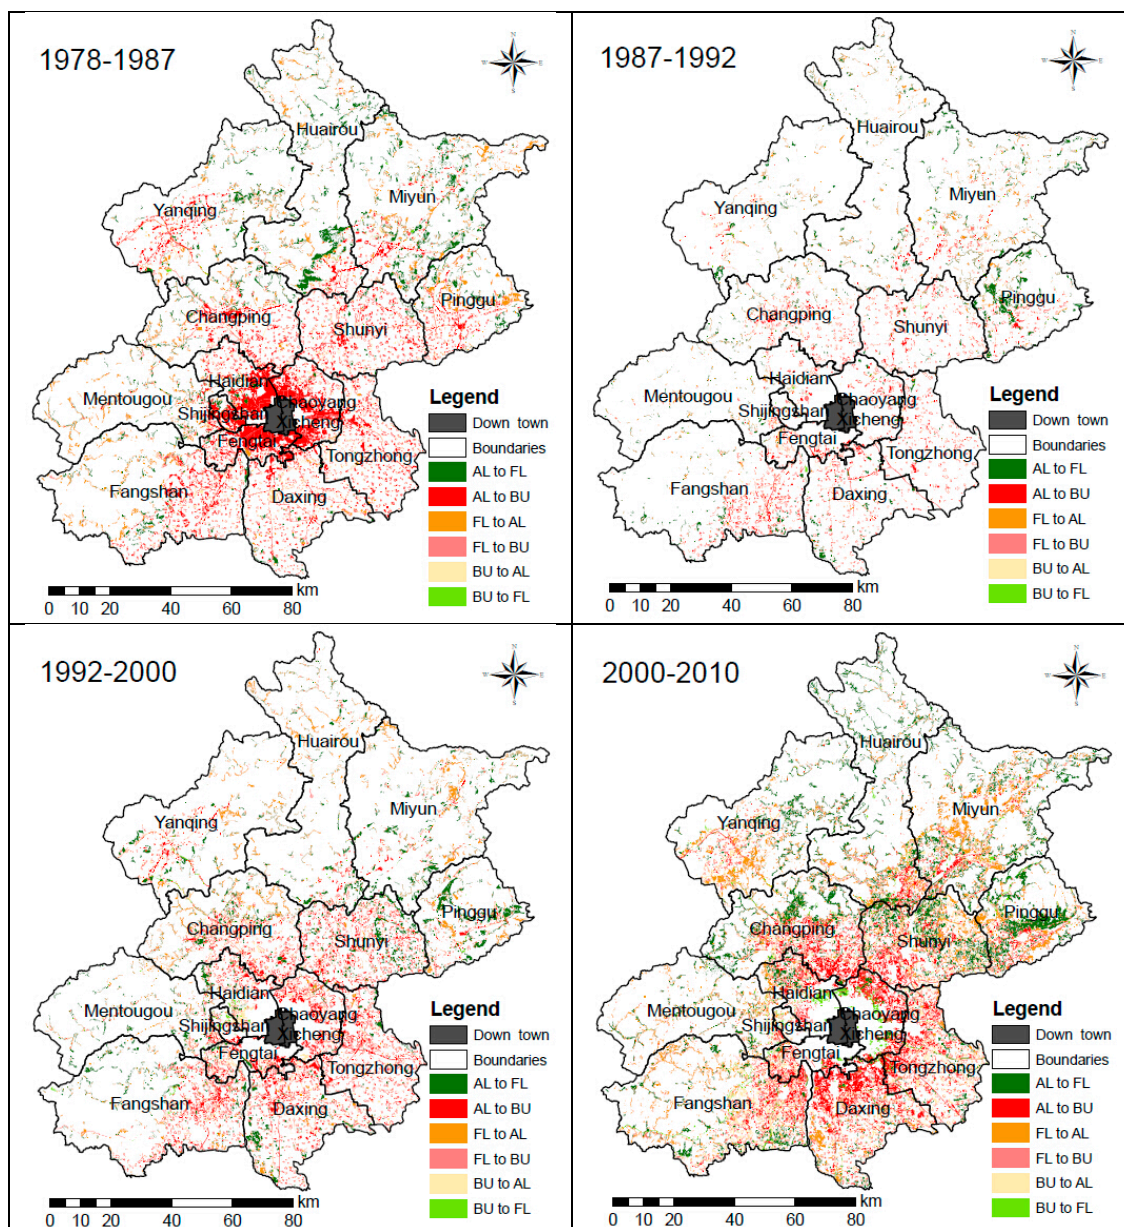 1978-1987
N
W E
S
Huairou
Miyun
Yanqing
Pinggu
Changping
Shunyi
Haidian
Mentougou
Chaoyang
Shijingshan
Xicheng
Fengtai
Tongzhong
Fangshan
Daxing
Legend
Down town
Boundaries
AL to FL
AL to BU
FL to AL
FL to BU
BU to AL
BU to FL
km
0 10 20 40 60 80
1987-1992
N
W E
S
Huairou
Miyun
Yanqing
Pinggu
Changping
Shunyi
Haidian
Mentougou
Chaoyang
Shijingshan
Xicheng
Fengtai
Tongzhong
Fangshan
Daxing
Legend
Down town
Boundaries
AL to FL
AL to BU
FL to AL
FL to BU
BU to AL
BU to FL
km
0 10 20 40 60 80
1992-2000
N
W E
S
Huairou
Miyun
Yanqing
Pinggu
Changping
Shunyi
Haidian
Mentougou
Chaoyang
Shijingshan
Xicheng
Fengtai
Tongzhong
Fangshan
Daxing
Legend
Down town
Boundaries
AL to FL
AL to BU
FL to AL
FL to BU
BU to AL
BU to FL
km
0 10 20 40 60 80
2000-2010
N
W E
S
Huairou
Miyun
Yanqing
Pinggu
Changping
Shunyi
Haidian
Mentougou
Chaoyang
Shijingshan
Xicheng
Fengtai
Tongzhong
Fangshan
Daxing
Legend
Down town
Boundaries
AL to FL
AL to BU
FL to AL
FL to BU
BU to AL
BU to FL
km
0 10 20 40 60 80